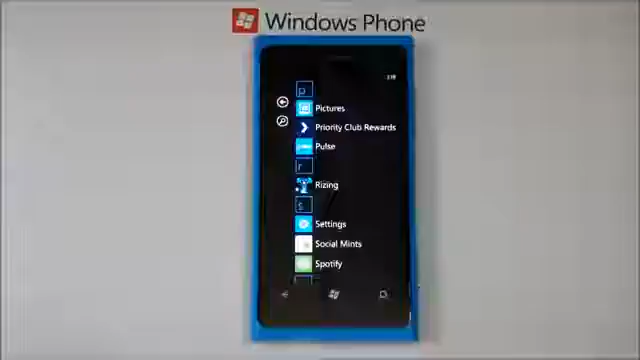 Windows Phone
p
Pictures
Priority Club Rewards
Pulse
r
Rizing
s
Settings
Social Mints
Spotify